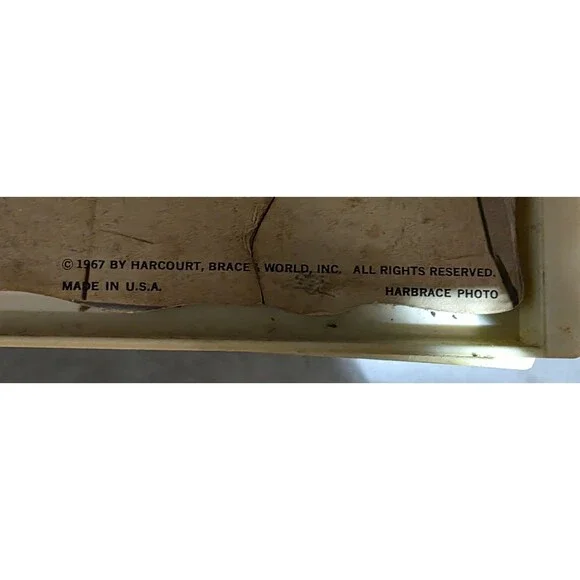 © 1967 BY HARCOURT, BRACE & WORLD, INC. ALL RIGHTS RESERVED.
MADE IN U.S.A. HARBRACE PHOTO